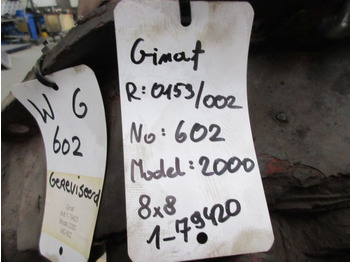 W G
602
Gereviseerd
Ginaf
R:0153/002
No: 602
Model: 2000
8x8
1-79420